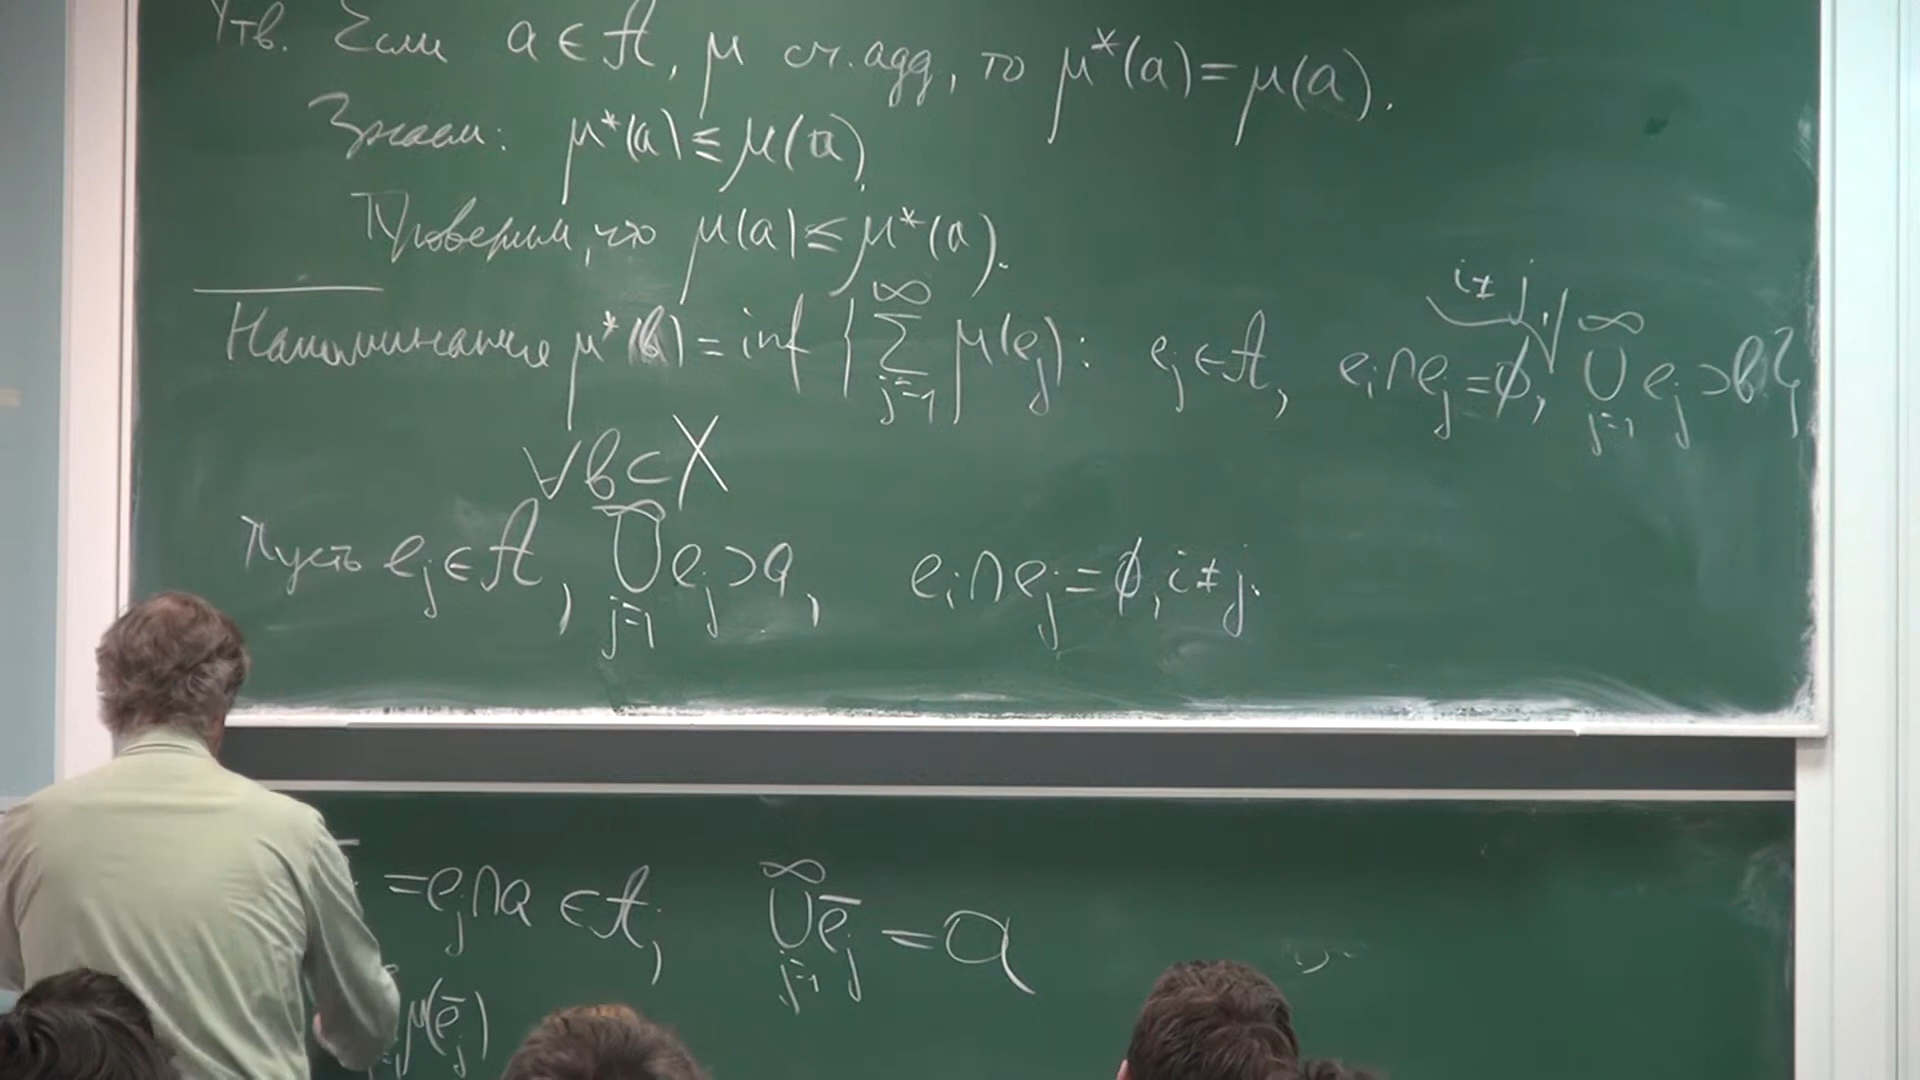 Утв. Если a ∈ 𝒜, μ сч. адд, то μ*(a) = μ(a).
Знаем: μ*(a) ≤ μ(a).
Проверим, что μ(a) ≤ μ*(a).
Напоминание μ*(b) = inf { ∑_{j=1}^{∞} μ(e_j) : e_j ∈ 𝒜, e_i ∩ e_j = ∅, i ≠ j, ⋃_{j=1}^{∞} e_j ⊃ b }
∀ b ⊂ X
Пусть e_j ∈ 𝒜, ⋃_{j=1}^{∞} e_j ⊃ a, e_i ∩ e_j = ∅, i ≠ j.
= e_j ∩ a ∈ 𝒜, ⋃_{j=1}^{∞} ē_j = a
μ(ē_j)